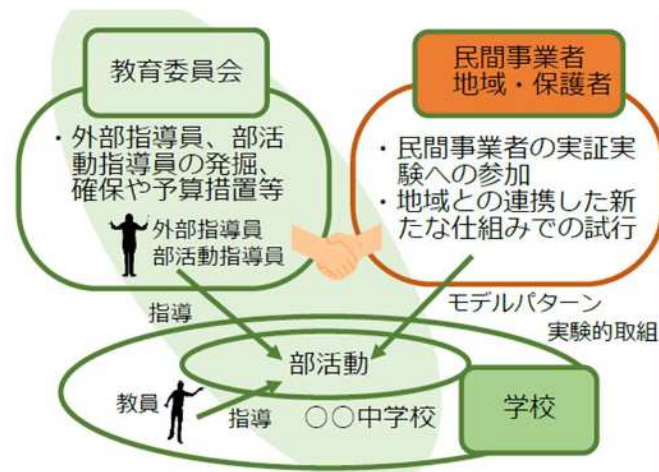 教育委員会
・外部指導員、部活
動指導員の発掘、
確保や予算措置等
外部指導員
部活動指導員
民間事業者
地域・保護者
・民間事業者の実証実
験への参加
・地域との連携した新
たな仕組みでの試行
指導
モデルパターン
実験的取組
部活動
教員
指導
○○中学校
学校